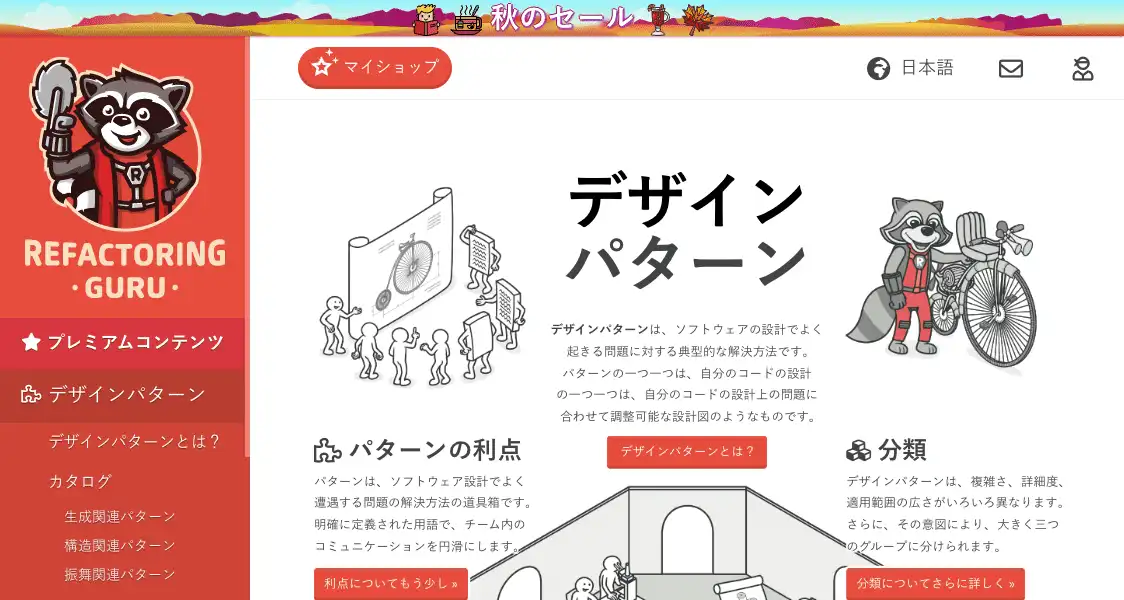 秋のセール
マイショップ
日本語
REFACTORING
·GURU·
プレミアムコンテンツ
デザインパターン
デザインパターンとは？
カタログ
生成関連パターン
構造関連パターン
振舞関連パターン
デザイン
パターン
デザインパターンは、ソフトウェアの設計でよく
起きる問題に対する典型的な解決方法です。
パターンの一つ一つは、自分のコードの設計
の一つ一つは、自分のコードの設計上の問題に
合わせて調整可能な設計図のようなものです。
デザインパターンとは？
パターンの利点
パターンは、ソフトウェア設計でよく
遭遇する問題の解決方法の道具箱です。
明確に定義された用語で、チーム内の
コミュニケーションを円滑にします。
利点についてもう少し »
分類
デザインパターンは、複雑さ、詳細度、
適用範囲の広さがいろいろ異なります。
さらに、その意図により、大きく三つ
のグループに分けられます。
分類についてさらに詳しく »